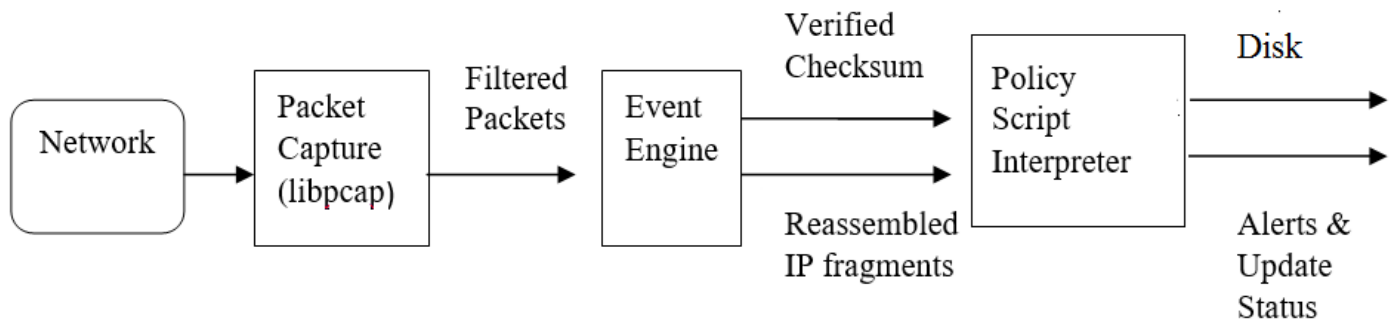 Network
Packet
Capture
(libpcap)
Filtered
Packets
Event
Engine
Verified
Checksum
Reassembled
IP fragments
Policy
Script
Interpreter
Disk
Alerts &
Update
Status